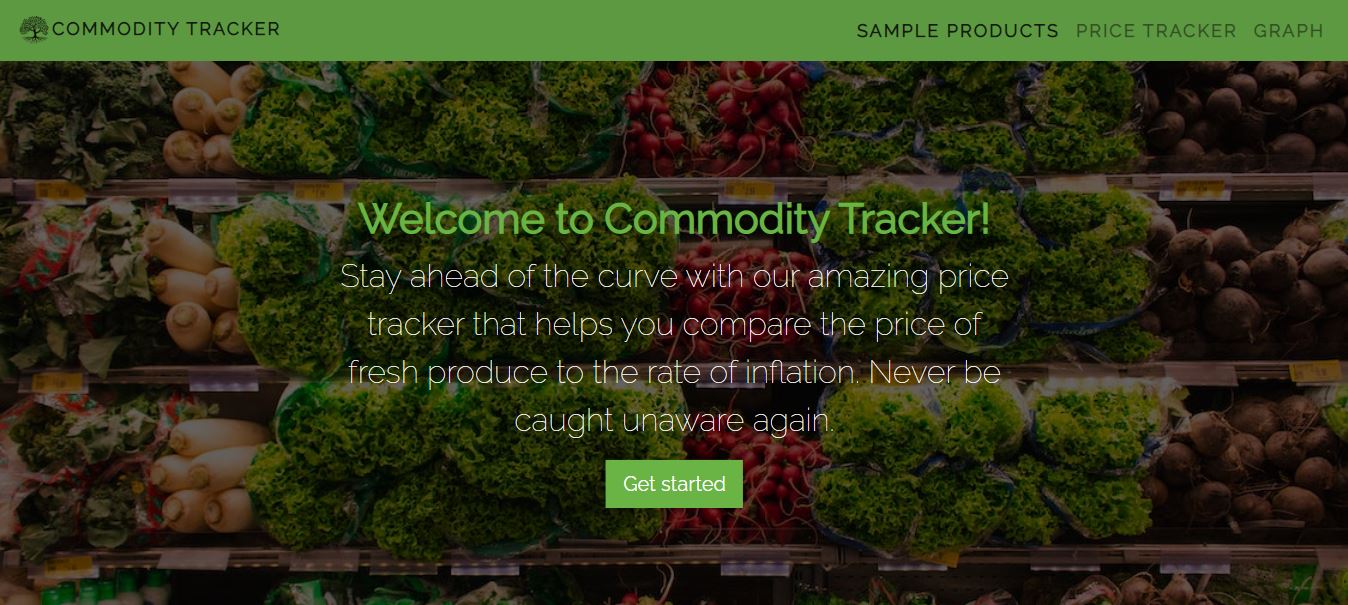 COMMODITY TRACKER
SAMPLE PRODUCTS PRICE TRACKER GRAPH
Welcome to Commodity Tracker!
Stay ahead of the curve with our amazing price
tracker that helps you compare the price of
fresh produce to the rate of inflation. Never be
caught unaware again.
Get started